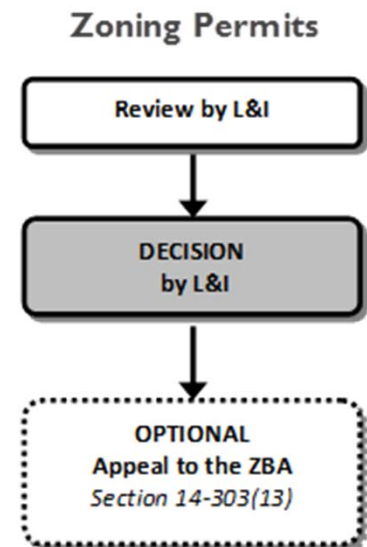 Zoning Permits
Review by L&I
DECISION
by L&I
OPTIONAL
Appeal to the ZBA
Section 14-303(13)